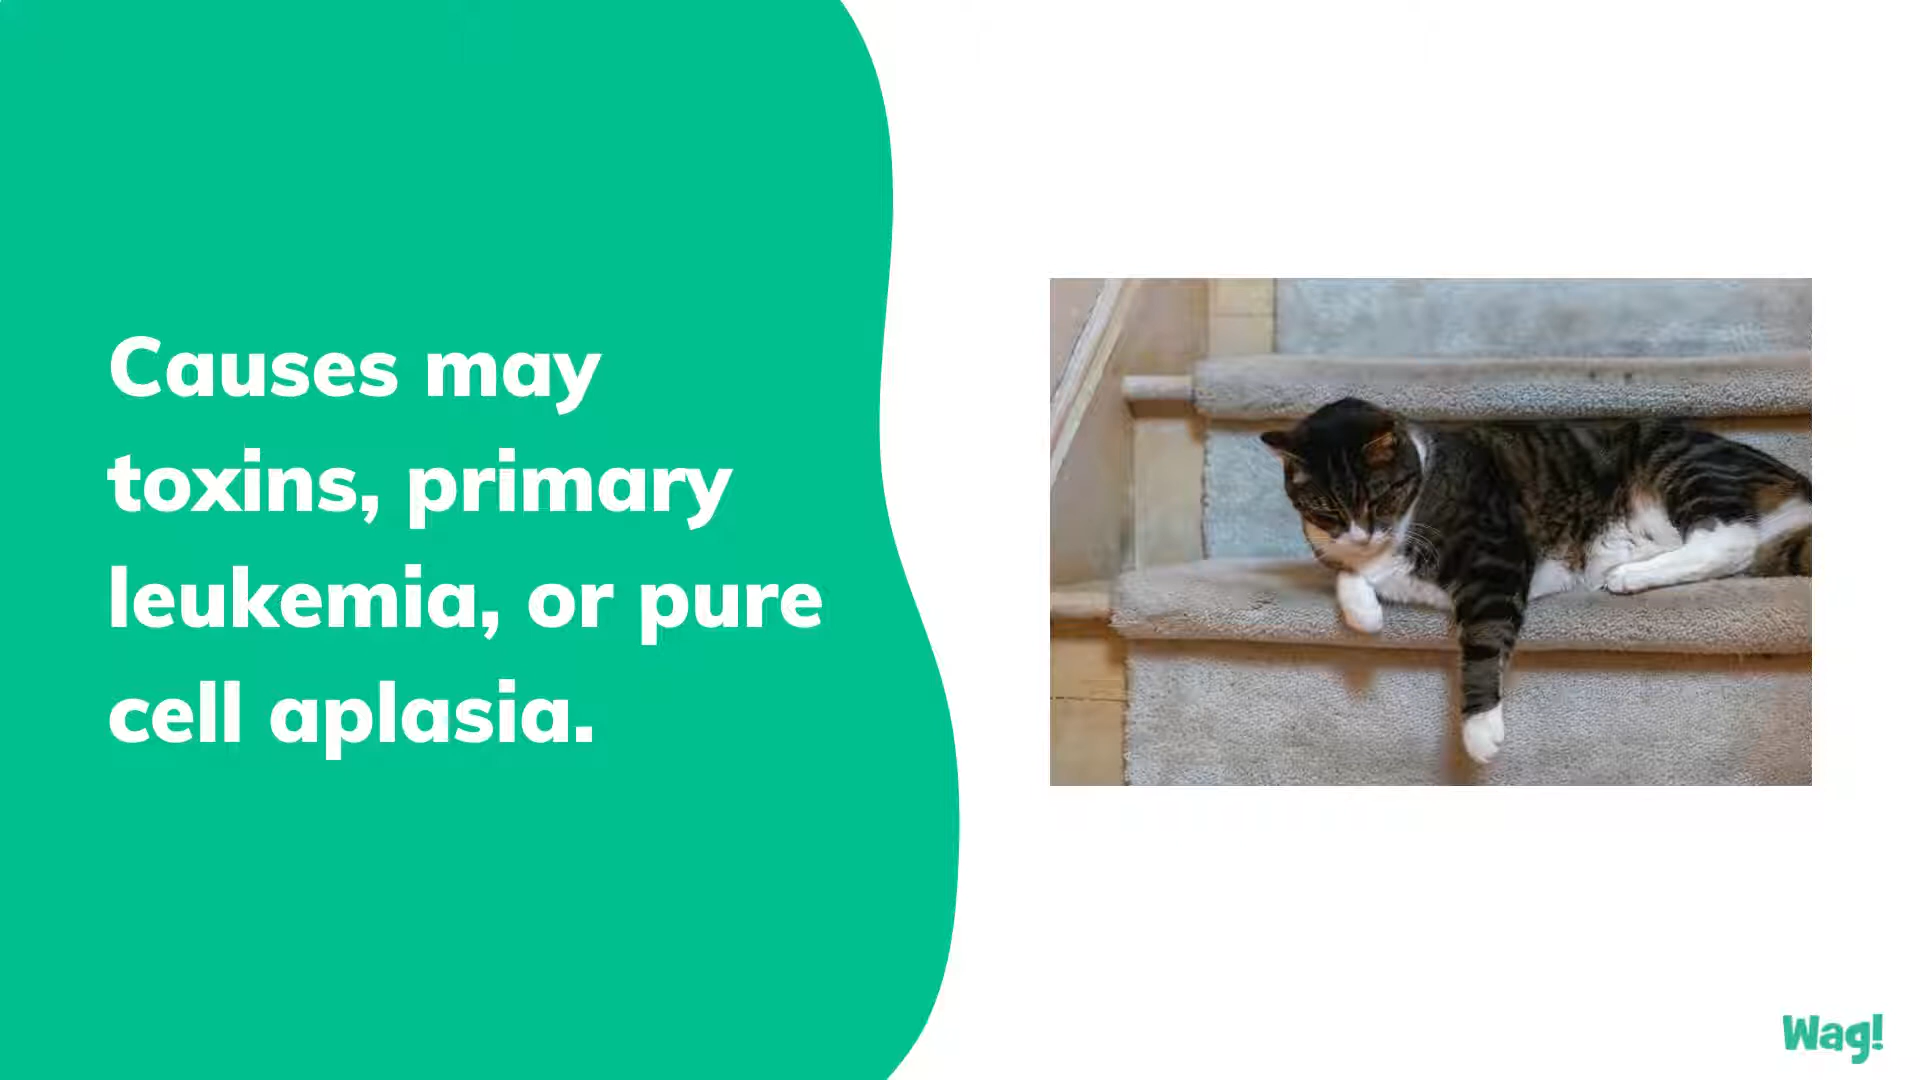 Causes may
toxins, primary
leukemia, or pure
cell aplasia.
Wag!